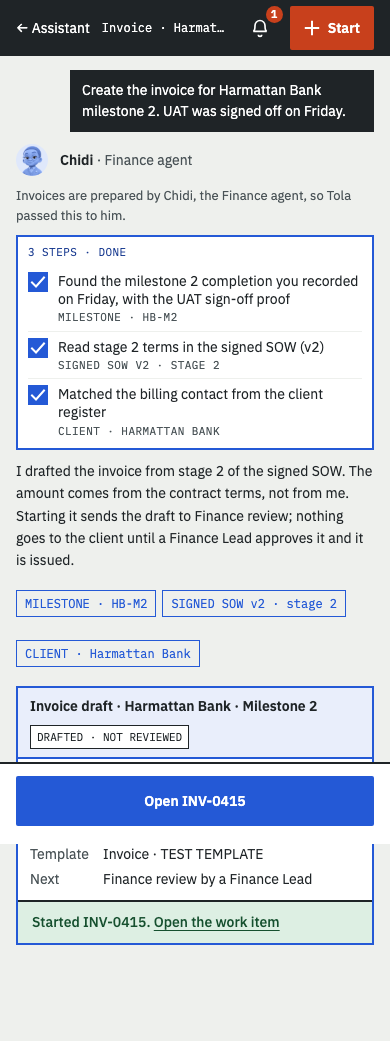 ← Assistant Invoice · Harmat… 1 + Start
Create the invoice for Harmattan Bank
milestone 2. UAT was signed off on Friday.
Chidi · Finance agent
Invoices are prepared by Chidi, the Finance agent, so Tola
passed this to him.
3 STEPS · DONE
Found the milestone 2 completion you recorded
on Friday, with the UAT sign-off proof
MILESTONE · HB-M2
Read stage 2 terms in the signed SOW (v2)
SIGNED SOW V2 · STAGE 2
Matched the billing contact from the client
register
CLIENT · HARMATTAN BANK
I drafted the invoice from stage 2 of the signed SOW. The
amount comes from the contract terms, not from me.
Starting it sends the draft to Finance review; nothing
goes to the client until a Finance Lead approves it and it
is issued.
MILESTONE · HB-M2 SIGNED SOW v2 · stage 2
CLIENT · Harmattan Bank
Invoice draft · Harmattan Bank · Milestone 2
DRAFTED · NOT REVIEWED
Open INV-0415
Template Invoice · TEST TEMPLATE
Next Finance review by a Finance Lead
Started INV-0415. Open the work item